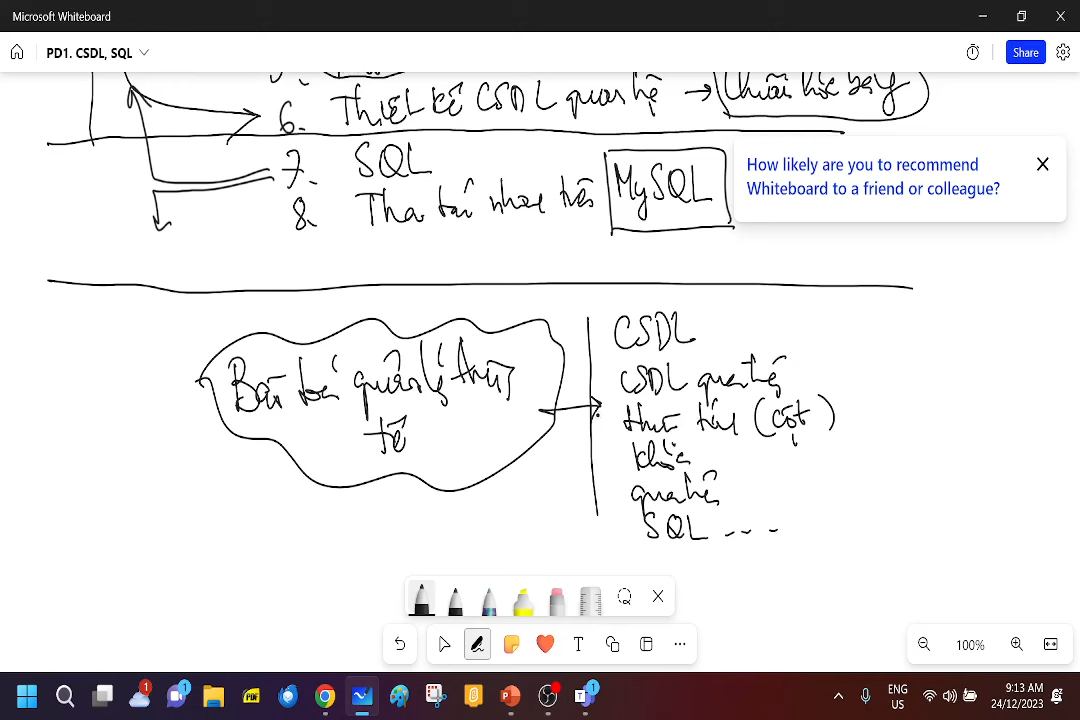 Microsoft Whiteboard
PD1. CSDL, SQL
Share
6. Thiết kế CSDL quan hệ →
7. SQL
8. Thao tác nhanh trên MySQL
How likely are you to recommend
Whiteboard to a friend or colleague?
Bài toán quản lý thực
tế
CSDL
CSDL quan hệ
thuộc tính (cột)
khóa
quan hệ
SQL ----
100%
ENG
US
9:13 AM
24/12/2023